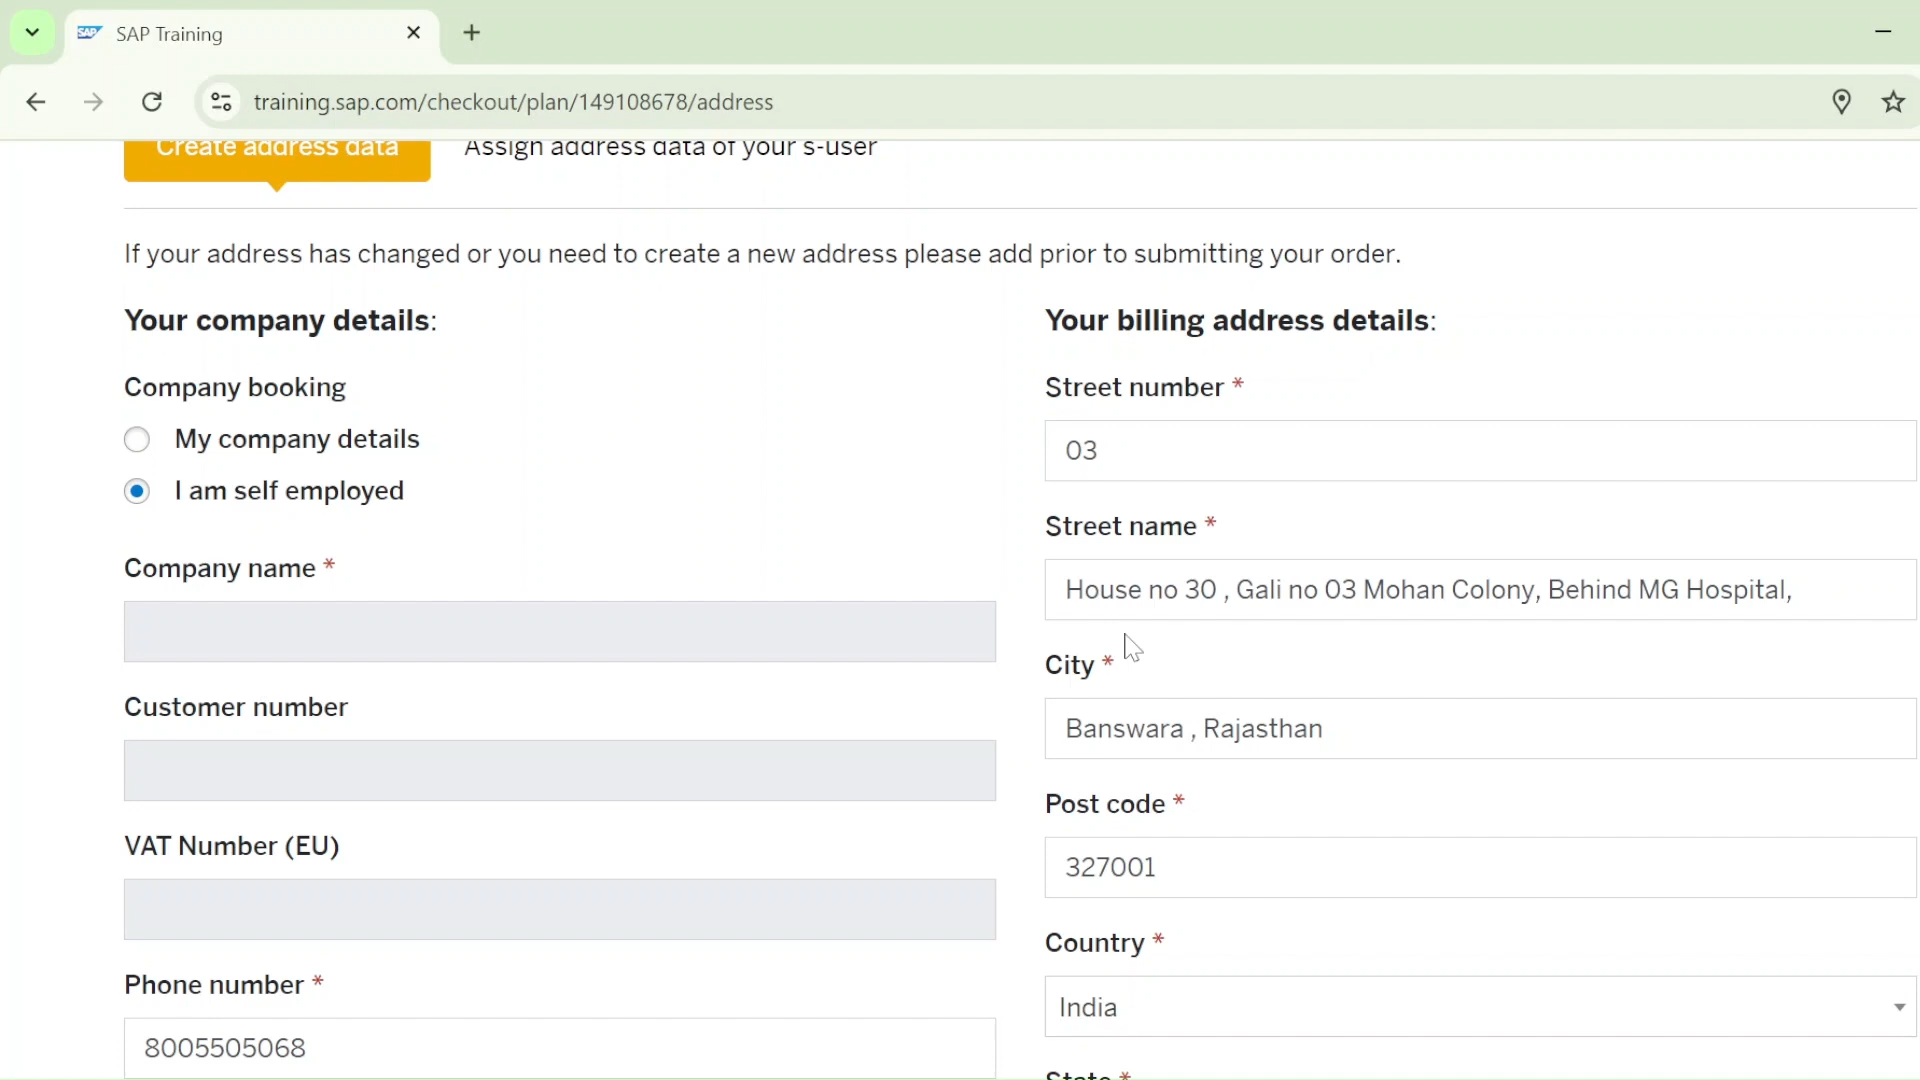 SAP SAP Training
training.sap.com/checkout/plan/149108678/address
Create address data Assign address data of your s-user
If your address has changed or you need to create a new address please add prior to submitting your order.
Your company details:
Company booking
My company details
I am self employed
Company name *
Customer number
VAT Number (EU)
Phone number *
8005505068
Your billing address details:
Street number *
03
Street name *
House no 30 , Gali no 03 Mohan Colony, Behind MG Hospital,
City *
Banswara , Rajasthan
Post code *
327001
Country *
India
State *